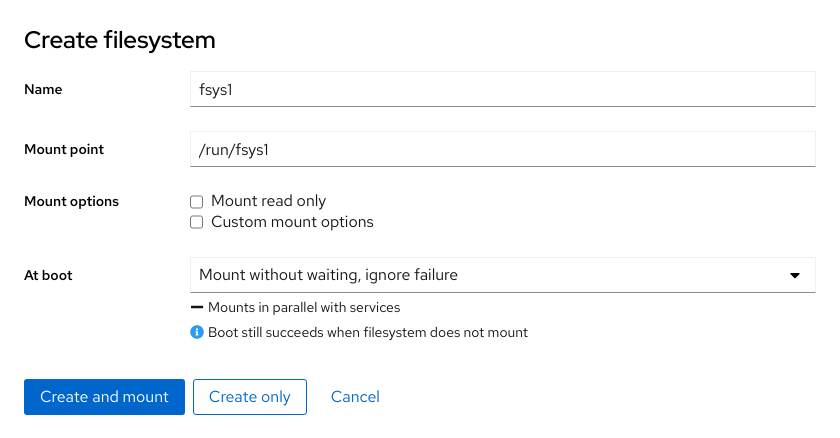 Create filesystem
Name
fsys1
Mount point
/run/fsys1
Mount options
Mount read only
Custom mount options
At boot
Mount without waiting, ignore failure
Mounts in parallel with services
Boot still succeeds when filesystem does not mount
Create and mount
Create only
Cancel